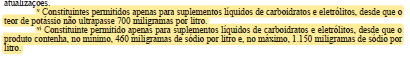 atualizações.
v Constituintes permitidos apenas para suplementos líquidos de carboidratos e eletrólitos, desde que o
teor de potássio não ultrapasse 700 miligramas por litro.
vi Constituinte permitido apenas para suplementos líquidos de carboidratos e eletrólitos, desde que o
produto contenha, no mínimo, 460 miligramas de sódio por litro e, no máximo, 1.150 miligramas de sódio por
litro.